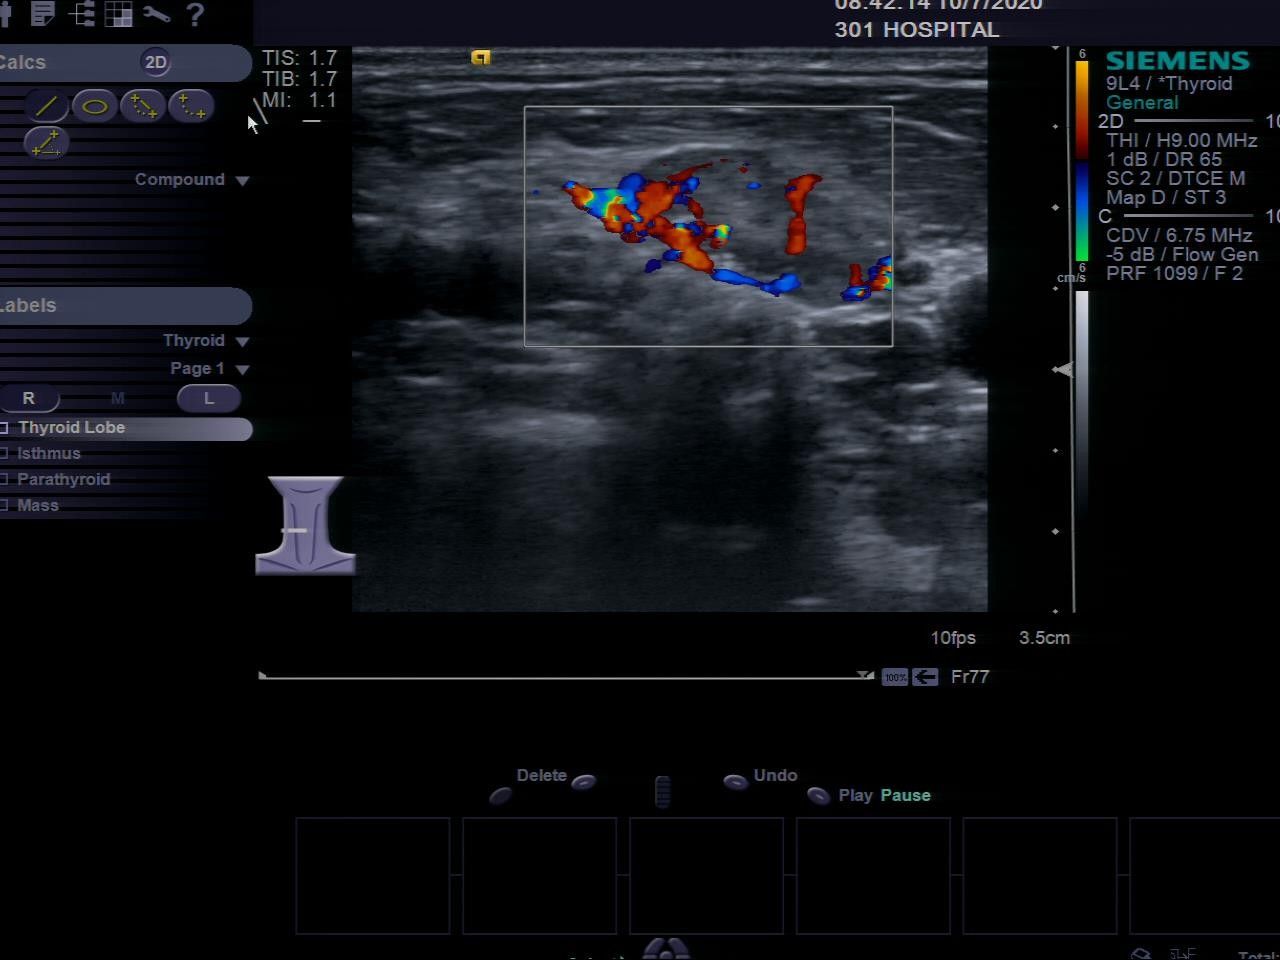 08:42:14 10/7/2020
301 HOSPITAL
Calcs
2D
Compound
Labels
Thyroid
Page 1
R M L
Thyroid Lobe
Isthmus
Parathyroid
Mass
TIS: 1.7
TIB: 1.7
MI: 1.1
6
6
cm/s
SIEMENS
9L4 / *Thyroid
General
2D
THI / H9.00 MHz
1 dB / DR 65
SC 2 / DTCE M
Map D / ST 3
C
CDV / 6.75 MHz
-5 dB / Flow Gen
PRF 1099 / F 2
10fps 3.5cm
100% Fr77
Delete Undo
Play Pause
Total